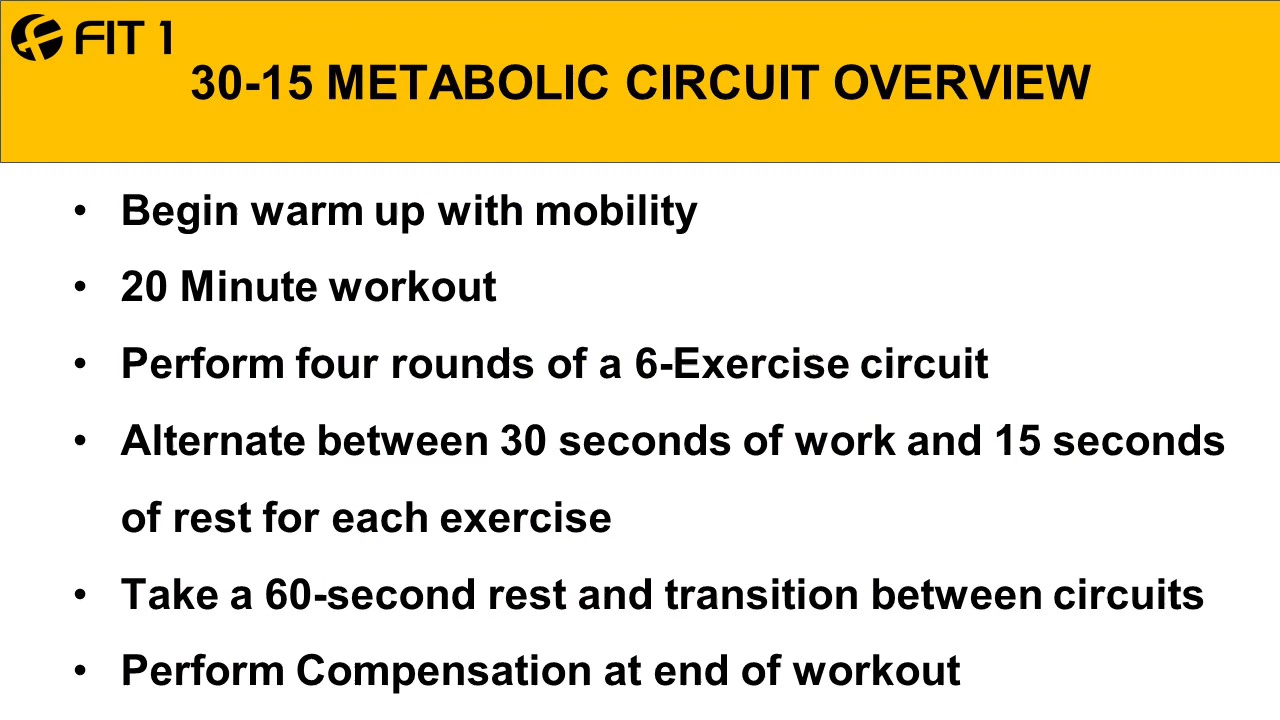 FIT 1
30-15 METABOLIC CIRCUIT OVERVIEW
• Begin warm up with mobility
• 20 Minute workout
• Perform four rounds of a 6-Exercise circuit
• Alternate between 30 seconds of work and 15 seconds
of rest for each exercise
• Take a 60-second rest and transition between circuits
• Perform Compensation at end of workout